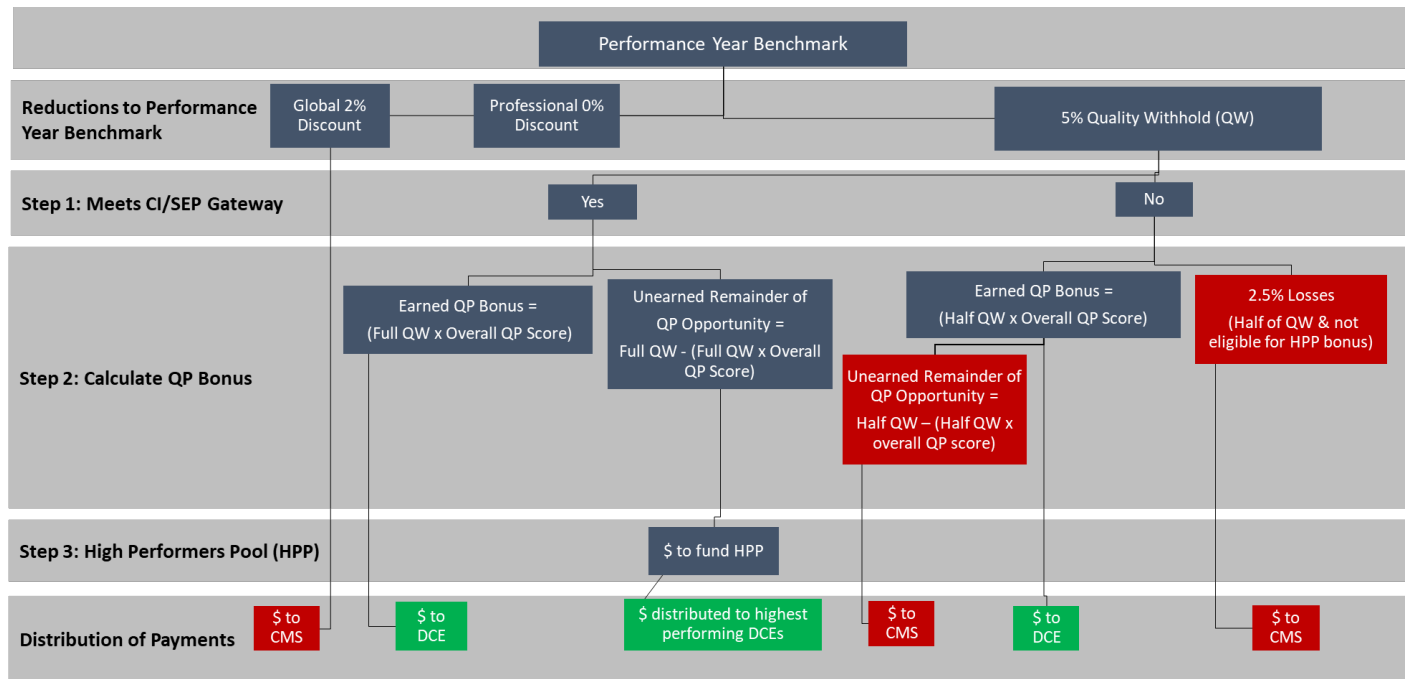 Performance Year Benchmark
Reductions to Performance
Year Benchmark
Global 2%
Discount
Professional 0%
Discount
5% Quality Withhold (QW)
Step 1: Meets CI/SEP Gateway
Yes
No
Step 2: Calculate QP Bonus
Earned QP Bonus =
(Full QW x Overall QP Score)
Unearned Remainder of
QP Opportunity =
Full QW - (Full QW x Overall
QP Score)
Earned QP Bonus =
(Half QW x Overall QP Score)
Unearned Remainder of
QP Opportunity =
Half QW – (Half QW x
overall QP score)
2.5% Losses
(Half of QW & not
eligible for HPP bonus)
Step 3: High Performers Pool (HPP)
$ to fund HPP
Distribution of Payments
$ to
CMS
$ to
DCE
$ distributed to highest
performing DCEs
$ to
CMS
$ to
DCE
$ to
CMS